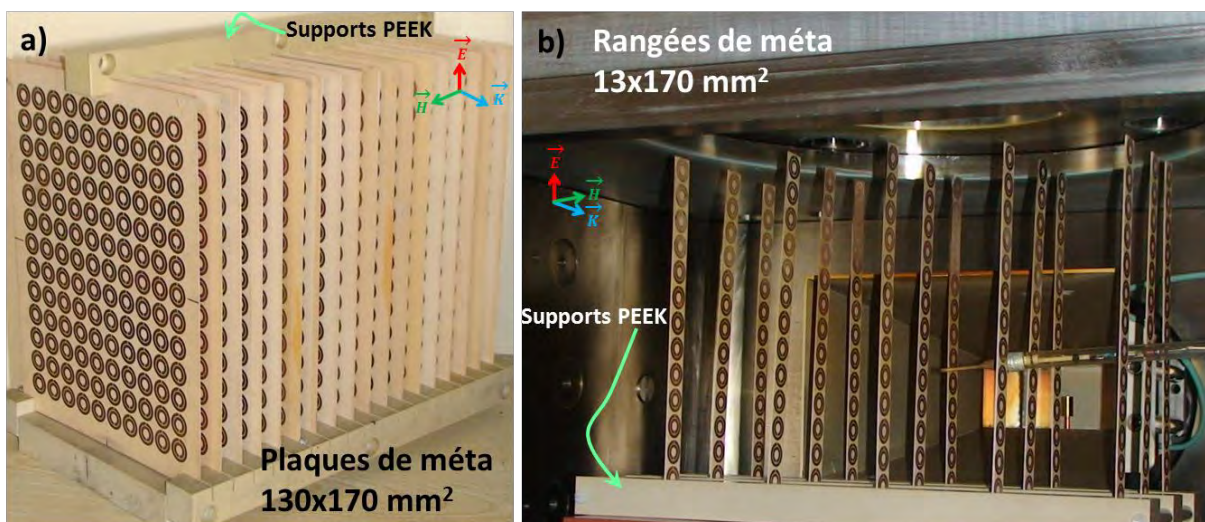 a)
Supports PEEK
E
H
K
Plaques de méta
130x170 mm²
b)
Rangées de méta
13x170 mm²
E
H
K
Supports PEEK